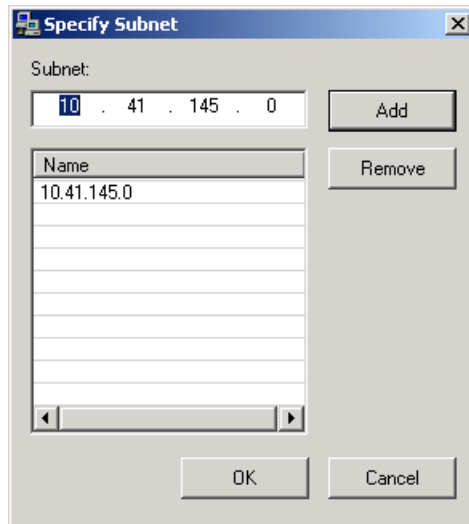 Specify Subnet
Subnet:
10 . 41 . 145 . 0
Add
Name
Remove
10.41.145.0
OK
Cancel